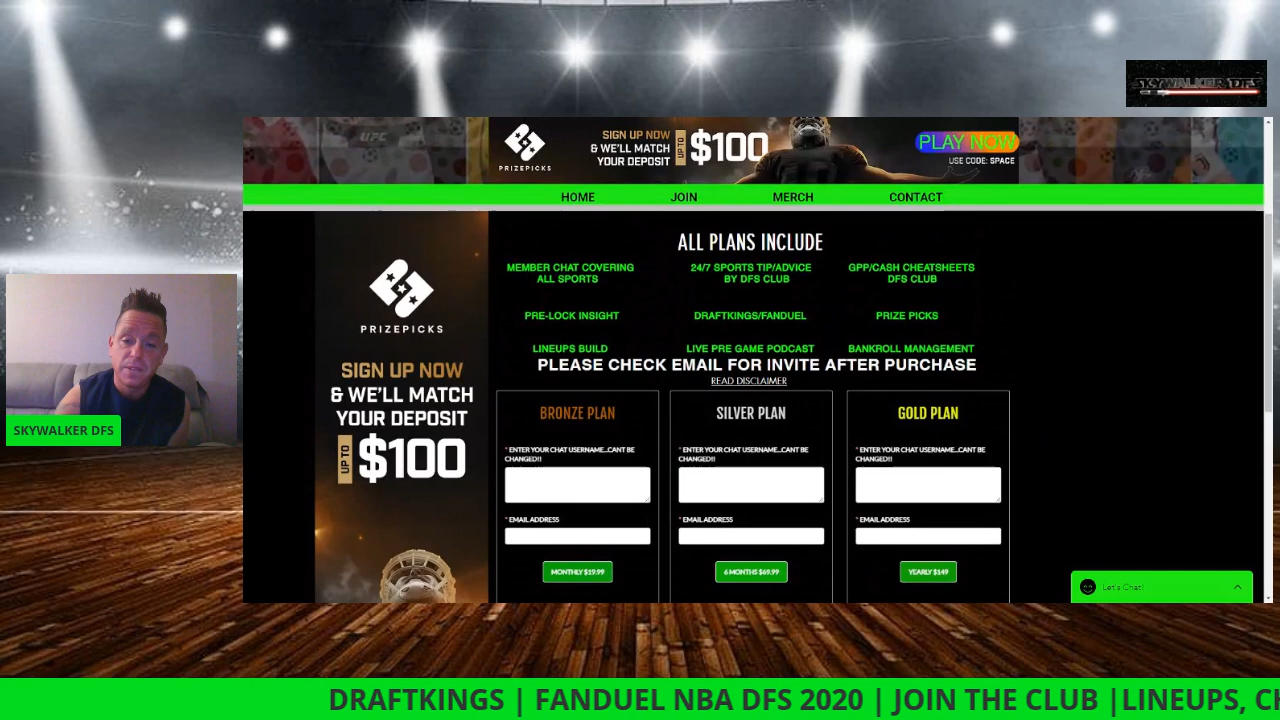 SKYWALKER DFS
UFC
PRIZEPICKS
SIGN UP NOW
& WE'LL MATCH
YOUR DEPOSIT
UP TO
$100
PLAY NOW
USE CODE: SPACE
HOME
JOIN
MERCH
CONTACT
PRIZEPICKS
SIGN UP NOW
& WE'LL MATCH
YOUR DEPOSIT
UP TO
$100
ALL PLANS INCLUDE
MEMBER CHAT COVERING
ALL SPORTS
24/7 SPORTS TIP/ADVICE
BY DFS CLUB
GPP/CASH CHEATSHEETS
DFS CLUB
PRE-LOCK INSIGHT
DRAFTKINGS/FANDUEL
PRIZE PICKS
LINEUPS BUILD
LIVE PRE GAME PODCAST
BANKROLL MANAGEMENT
PLEASE CHECK EMAIL FOR INVITE AFTER PURCHASE
READ DISCLAIMER
BRONZE PLAN
* ENTER YOUR CHAT USERNAME...CANT BE
CHANGED!!
* EMAIL ADDRESS
MONTHLY $19.99
SILVER PLAN
* ENTER YOUR CHAT USERNAME...CANT BE
CHANGED!!
* EMAIL ADDRESS
6 MONTHS $69.99
GOLD PLAN
* ENTER YOUR CHAT USERNAME...CANT BE
CHANGED!!
* EMAIL ADDRESS
YEARLY $149
Let's Chat!
SKYWALKER DFS
DRAFTKINGS | FANDUEL NBA DFS 2020 | JOIN THE CLUB |LINEUPS, CH